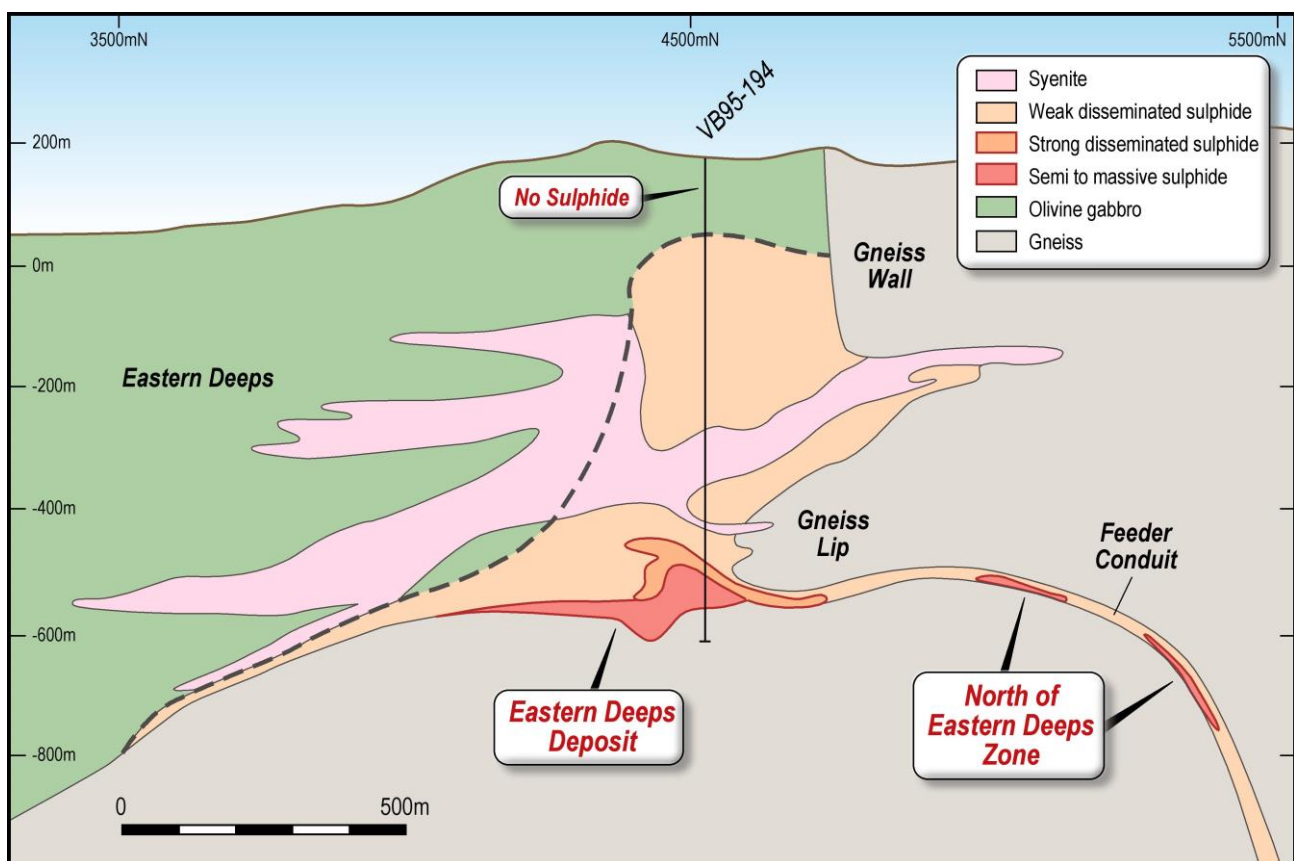 3500mN
4500mN
5500mN
VB95-194
Syenite
Weak disseminated sulphide
Strong disseminated sulphide
Semi to massive sulphide
Olivine gabbro
Gneiss
200m
No Sulphide
0m
Gneiss
Wall
Eastern Deeps
-200m
-400m
Gneiss
Lip
Feeder
Conduit
-600m
Eastern Deeps
Deposit
North of
Eastern Deeps
Zone
-800m
0
500m